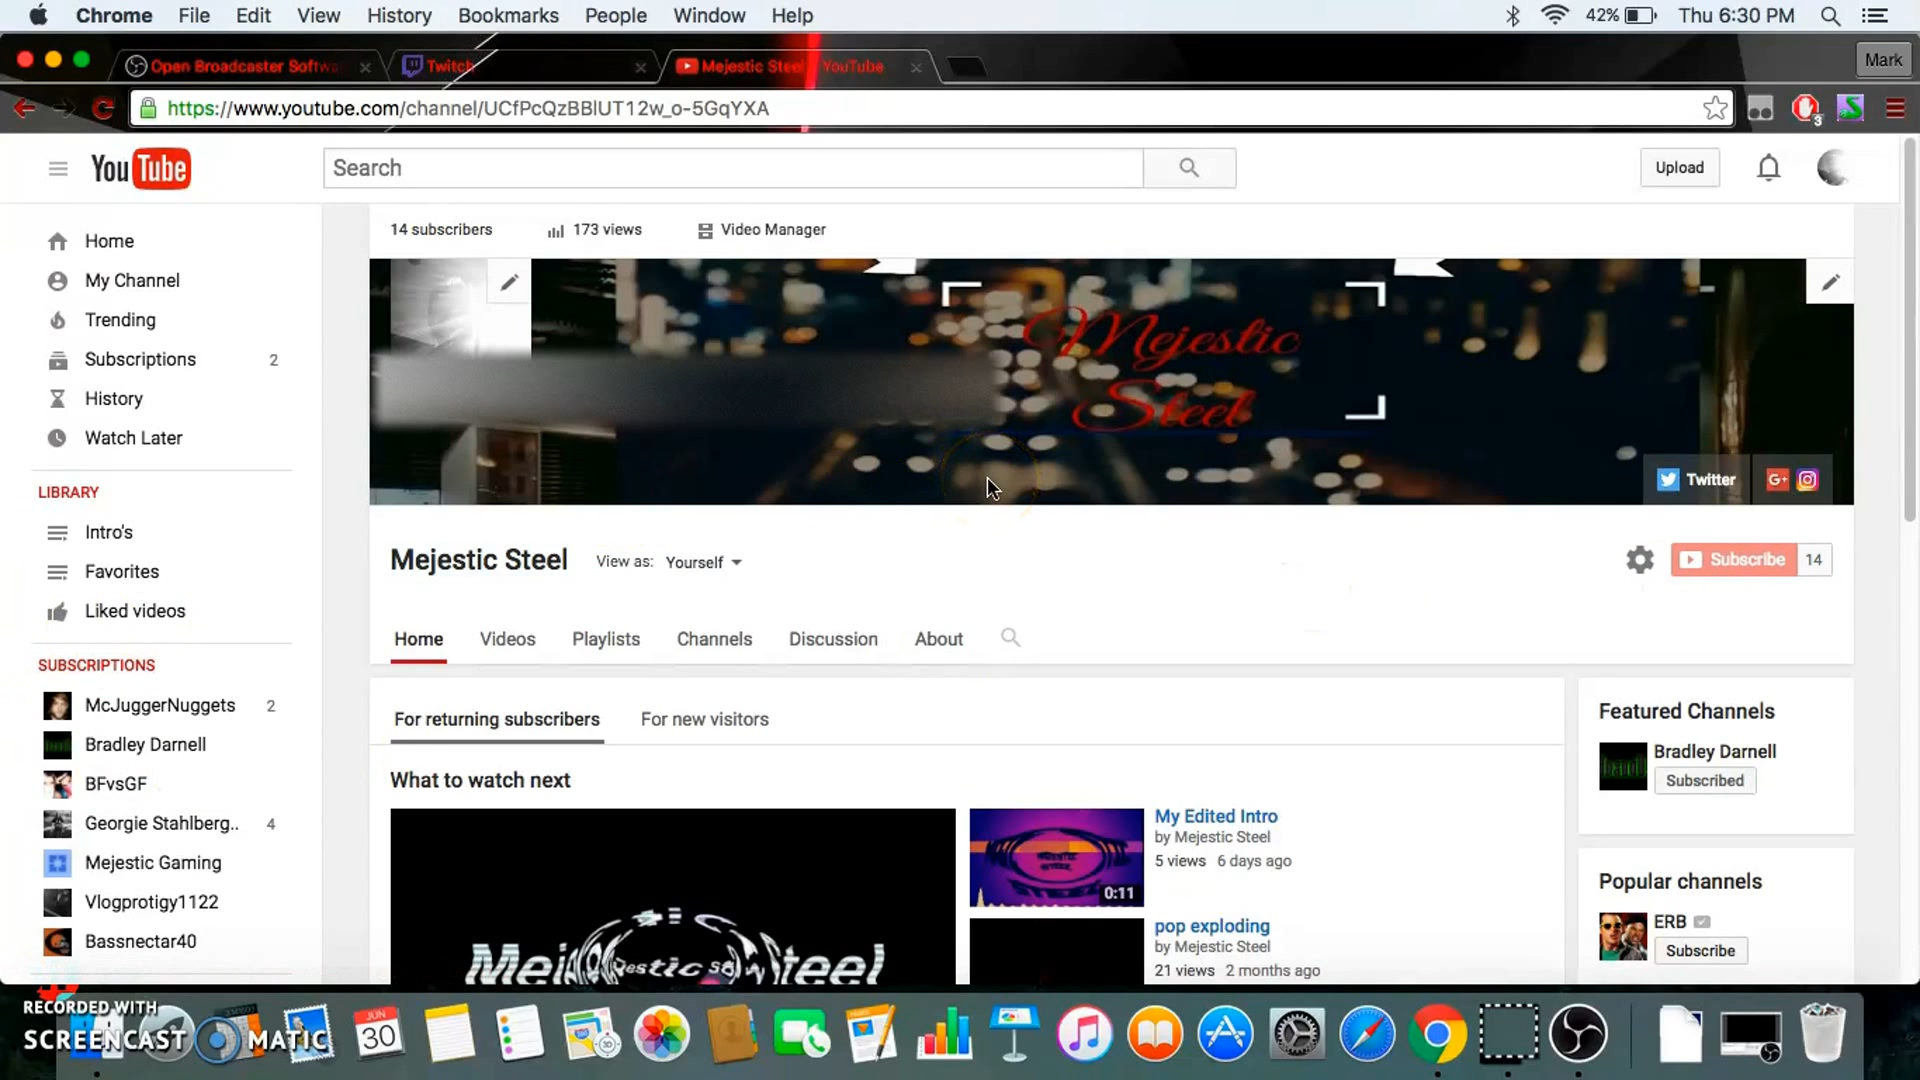 Chrome File Edit View History Bookmarks People Window Help 42% Thu 6:30 PM
Open Broadcaster Softwa Twitch Mejestic Steel YouTube Mark
https://www.youtube.com/channel/UCfPcQzBBlUT12w_o-5GqYXA 3
YouTube Search Upload
14 subscribers 173 views Video Manager
Home
My Channel
Trending
Subscriptions 2
History
Watch Later
LIBRARY
Intro's
Favorites
Liked videos
SUBSCRIPTIONS
McJuggerNuggets 2
Bradley Darnell
BFvsGF
Georgie Stahlberg.. 4
Mejestic Gaming
Vlogprotigy1122
Bassnectar40
Mejestic
Steel
Twitter G+
Mejestic Steel View as: Yourself Subscribe 14
Home Videos Playlists Channels Discussion About
For returning subscribers For new visitors
What to watch next
My Edited Intro
by Mejestic Steel
5 views 6 days ago
0:11
pop exploding
by Mejestic Steel
21 views 2 months ago
Featured Channels
Bradley Darnell
Subscribed
Popular channels
ERB
Subscribe
RECORDED WITH
SCREENCAST MATIC
JUN
30